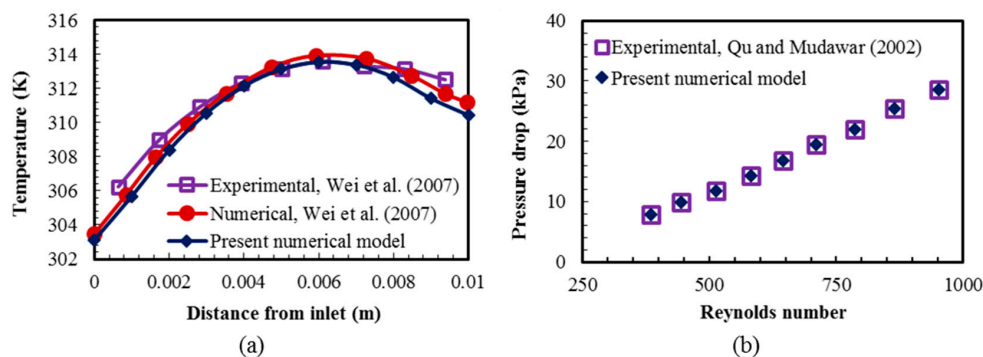 316
314
312
310
308
306
304
302
Temperature (K)
Experimental, Wei et al. (2007)
Numerical, Wei et al. (2007)
Present numerical model
0 0.002 0.004 0.006 0.008 0.01
Distance from inlet (m)
(a)
40
30
20
10
0
Pressure drop (kPa)
Experimental, Qu and Mudawar (2002)
Present numerical model
250 500 750 1000
Reynolds number
(b)